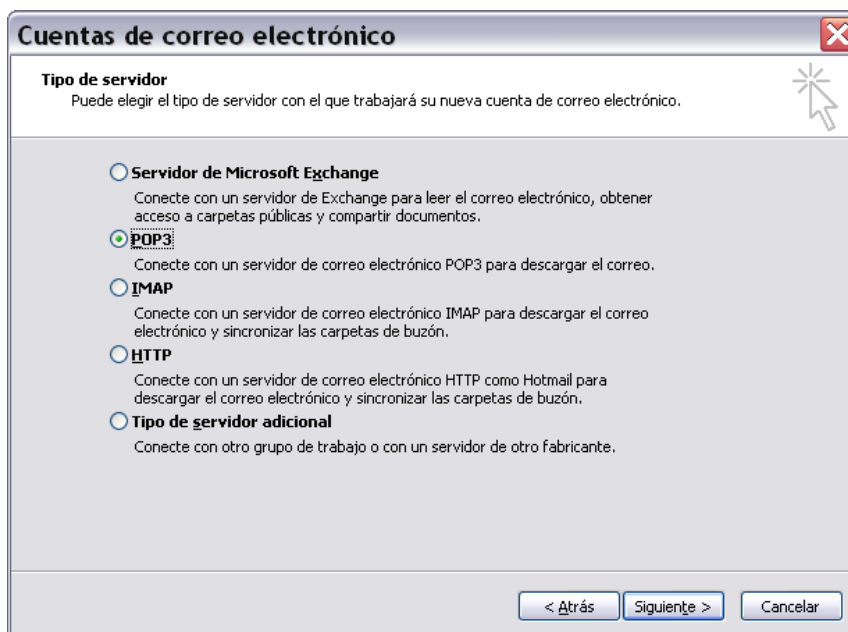 Cuentas de correo electrónico
Tipo de servidor
Puede elegir el tipo de servidor con el que trabajará su nueva cuenta de correo electrónico.
Servidor de Microsoft Exchange
Conecte con un servidor de Exchange para leer el correo electrónico, obtener
acceso a carpetas públicas y compartir documentos.
POP3
Conecte con un servidor de correo electrónico POP3 para descargar el correo.
IMAP
Conecte con un servidor de correo electrónico IMAP para descargar el correo
electrónico y sincronizar las carpetas de buzón.
HTTP
Conecte con un servidor de correo electrónico HTTP como Hotmail para
descargar el correo electrónico y sincronizar las carpetas de buzón.
Tipo de servidor adicional
Conecte con otro grupo de trabajo o con un servidor de otro fabricante.
< Atrás Siguiente > Cancelar